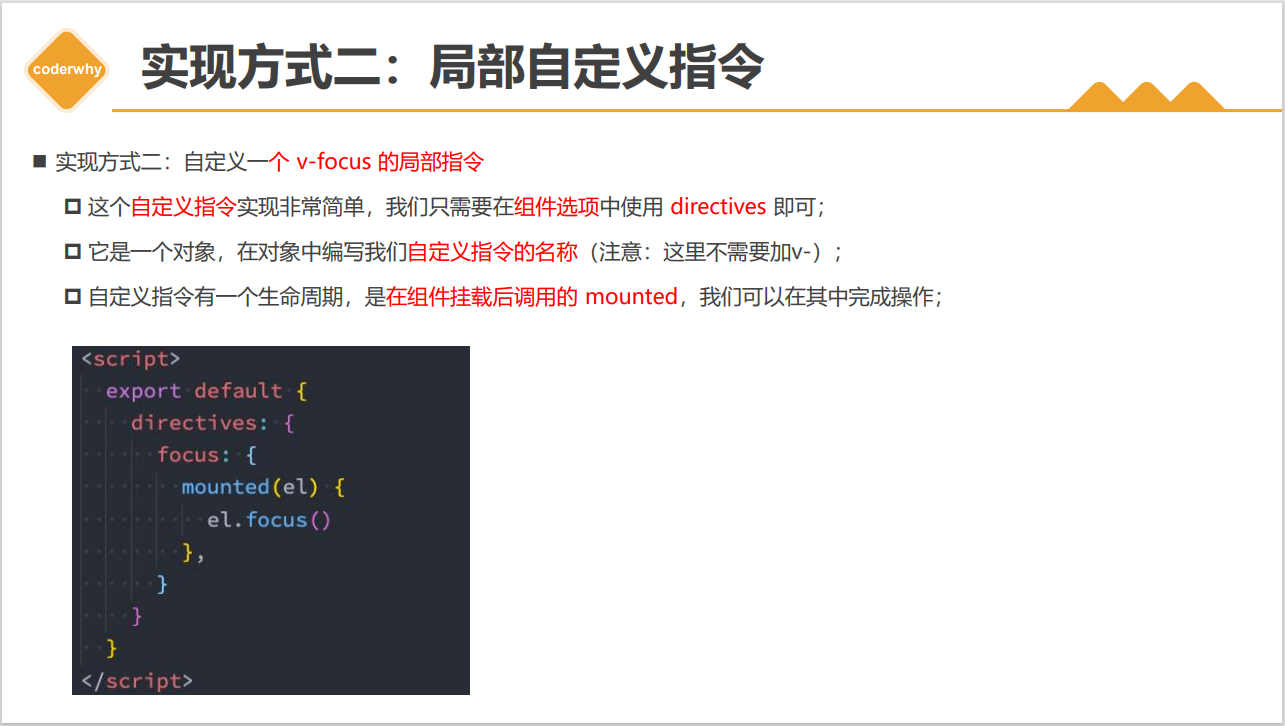 coderwhy
实现方式二：局部自定义指令
实现方式二：自定义一个 v-focus 的局部指令
这个自定义指令实现非常简单，我们只需要在组件选项中使用 directives 即可；
它是一个对象，在对象中编写我们自定义指令的名称（注意：这里不需要加v-）；
自定义指令有一个生命周期，是在组件挂载后调用的 mounted，我们可以在其中完成操作；
<script>
  export default {
    directives: {
      focus: {
        mounted(el) {
          el.focus()
        },
      }
    }
  }
</script>